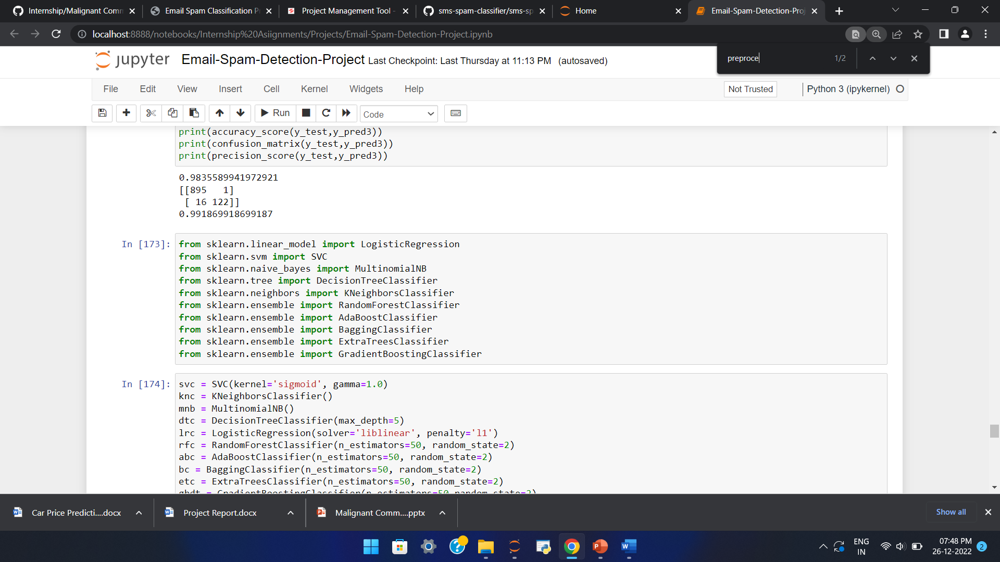 Internship/Malignant Comm
Email Spam Classification P
Project Management Tool -
sms-spam-classifier/sms-sp
Home
Email-Spam-Detection-Proj
localhost:8888/notebooks/Internship%20Asiignments/Projects/Email-Spam-Detection-Project.ipynb
preproce 1/2
jupyter Email-Spam-Detection-Project Last Checkpoint: Last Thursday at 11:13 PM (autosaved)
File Edit View Insert Cell Kernel Widgets Help
Not Trusted Python 3 (ipykernel)
Run Code
print(accuracy_score(y_test,y_pred3))
print(confusion_matrix(y_test,y_pred3))
print(precision_score(y_test,y_pred3))
0.9835589941972921
[[895   1]
 [ 16 122]]
0.991869918699187
In [173]: from sklearn.linear_model import LogisticRegression
from sklearn.svm import SVC
from sklearn.naive_bayes import MultinomialNB
from sklearn.tree import DecisionTreeClassifier
from sklearn.neighbors import KNeighborsClassifier
from sklearn.ensemble import RandomForestClassifier
from sklearn.ensemble import AdaBoostClassifier
from sklearn.ensemble import BaggingClassifier
from sklearn.ensemble import ExtraTreesClassifier
from sklearn.ensemble import GradientBoostingClassifier
In [174]: svc = SVC(kernel='sigmoid', gamma=1.0)
knc = KNeighborsClassifier()
mnb = MultinomialNB()
dtc = DecisionTreeClassifier(max_depth=5)
lrc = LogisticRegression(solver='liblinear', penalty='l1')
rfc = RandomForestClassifier(n_estimators=50, random_state=2)
abc = AdaBoostClassifier(n_estimators=50, random_state=2)
bc = BaggingClassifier(n_estimators=50, random_state=2)
etc = ExtraTreesClassifier(n_estimators=50, random_state=2)
gbdt = GradientBoostingClassifier(n_estimators=50,random_state=2)
Car Price Predicti....docx
Project Report.docx
Malignant Comm....pptx
Show all
ENG
IN
07:48 PM
26-12-2022
2